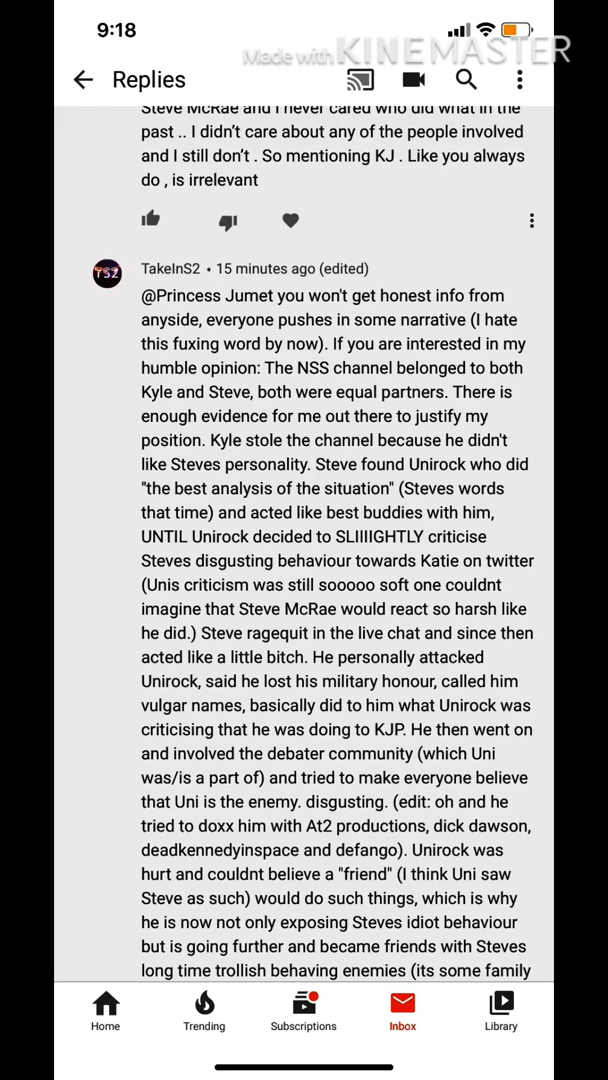 9:18
Made with KINEMASTER
Replies
Steve McRae and I never cared who did what in the
past .. I didn’t care about any of the people involved
and I still don’t . So mentioning KJ . Like you always
do , is irrelevant
TS2
TakeInS2 • 15 minutes ago (edited)
@Princess Jumet you won't get honest info from
anyside, everyone pushes in some narrative (I hate
this fuxing word by now). If you are interested in my
humble opinion: The NSS channel belonged to both
Kyle and Steve, both were equal partners. There is
enough evidence for me out there to justify my
position. Kyle stole the channel because he didn't
like Steves personality. Steve found Unirock who did
"the best analysis of the situation" (Steves words
that time) and acted like best buddies with him,
UNTIL Unirock decided to SLIIIIGHTLY criticise
Steves disgusting behaviour towards Katie on twitter
(Unis criticism was still sooooo soft one couldnt
imagine that Steve McRae would react so harsh like
he did.) Steve ragequit in the live chat and since then
acted like a little bitch. He personally attacked
Unirock, said he lost his military honour, called him
vulgar names, basically did to him what Unirock was
criticising that he was doing to KJP. He then went on
and involved the debater community (which Uni
was/is a part of) and tried to make everyone believe
that Uni is the enemy. disgusting. (edit: oh and he
tried to doxx him with At2 productions, dick dawson,
deadkennedyinspace and defango). Unirock was
hurt and couldnt believe a "friend" (I think Uni saw
Steve as such) would do such things, which is why
he is now not only exposing Steves idiot behaviour
but is going further and became friends with Steves
long time trollish behaving enemies (its some family
Home
Trending
Subscriptions
Inbox
Library